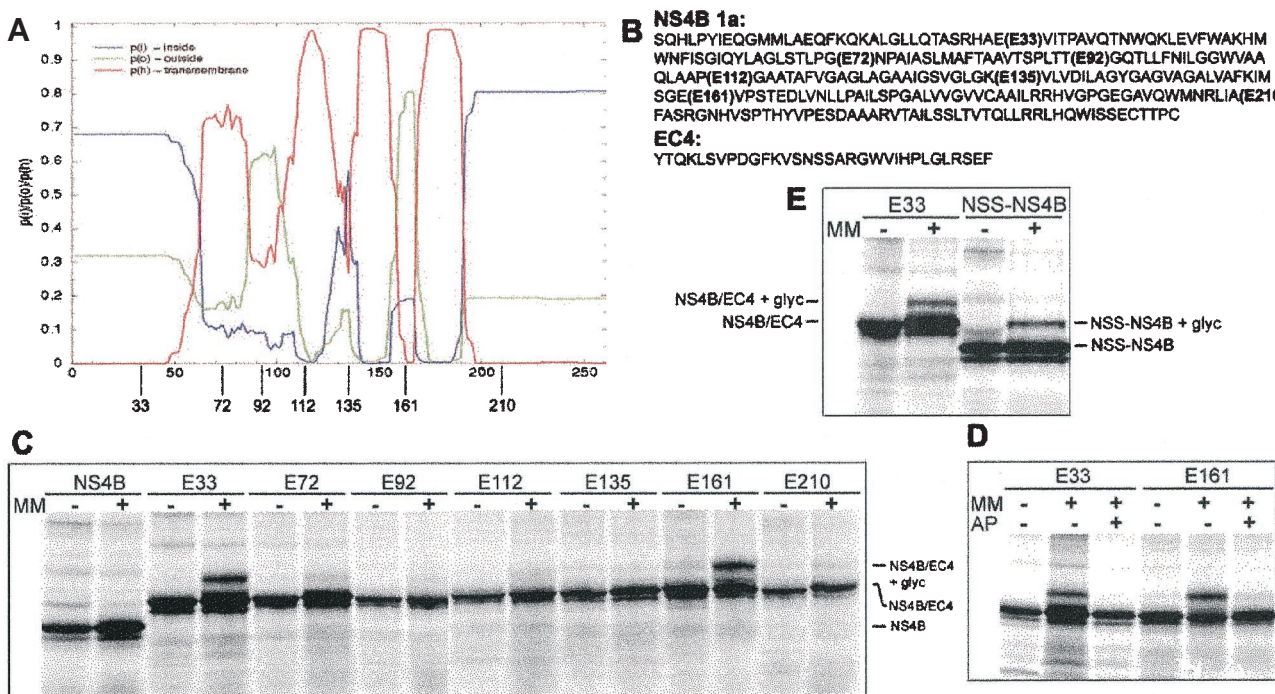 A
p(i) – inside
p(o) – outside
p(h) – transmembrane
p(i)/p(o)/p(h)
1
0.9
0.8
0.7
0.6
0.5
0.4
0.3
0.2
0.1
0
0 50 100 150 200 250
33 72 92 112 135 161 210
B
NS4B 1a:
SQHLPYIEQGMMLAEQFKQKALGLLQTASRHAE(E33)VITPAVQTNWQKLEVFWAKHM
WNFISGIQYLAGLSTLPG(E72)NPAIASLMAFTAAVTSPLTT(E92)GQTLLFNILGGWVAA
QLAAP(E112)GAATAFVGAGLAGAAIGSVGLGK(E135)VLVDILAGYGAGVAGALVAFKIM
SGE(E161)VPSTEDLVNLLPAILSPGALVVGVVCAAILRRHVGPGEGAVQWMNRLIA(E210
FASRGNHVSPTHYVPESDAAARVTAILSSLTVTQLLRRLHQWISSECTTPC
EC4:
YTQKLSVPDGFKVSNSSARGWVIHPLGLRSEF
E
E33 NSS-NS4B
MM - + - +
NS4B/EC4 + glyc
NS4B/EC4
NSS-NS4B + glyc
NSS-NS4B
C
NS4B E33 E72 E92 E112 E135 E161 E210
MM - + - + - + - + - + - + - + - +
NS4B/EC4
+ glyc
NS4B/EC4
NS4B
D
E33 E161
MM - + + - + +
AP - - + - - +